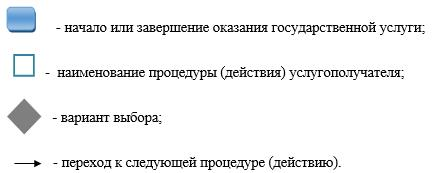 - начало или завершение оказания государственной услуги;
- наименование процедуры (действия) услугополучателя;
- вариант выбора;
- переход к следующей процедуре (действию).